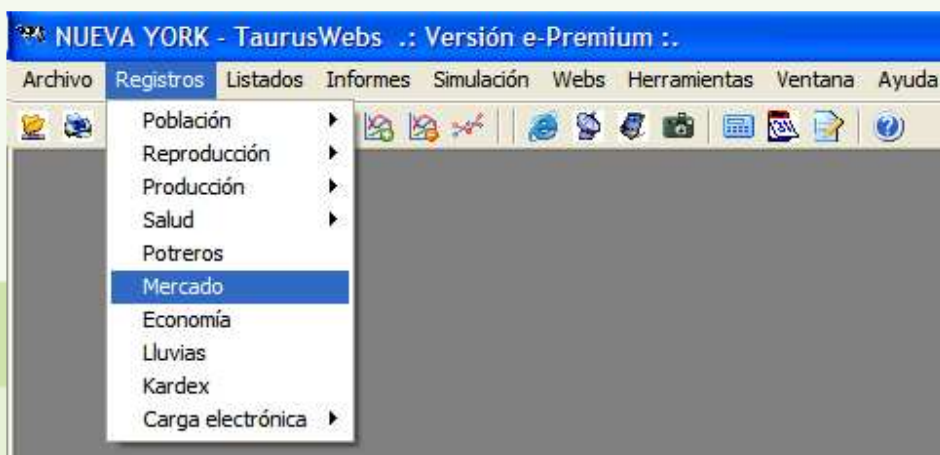 NUEVA YORK - TaurusWebs .: Versión e-Premium :.
Archivo Registros Listados Informes Simulación Webs Herramientas Ventana Ayuda
Población
Reproducción
Producción
Salud
Potreros
Mercado
Economía
Lluvias
Kardex
Carga electrónica